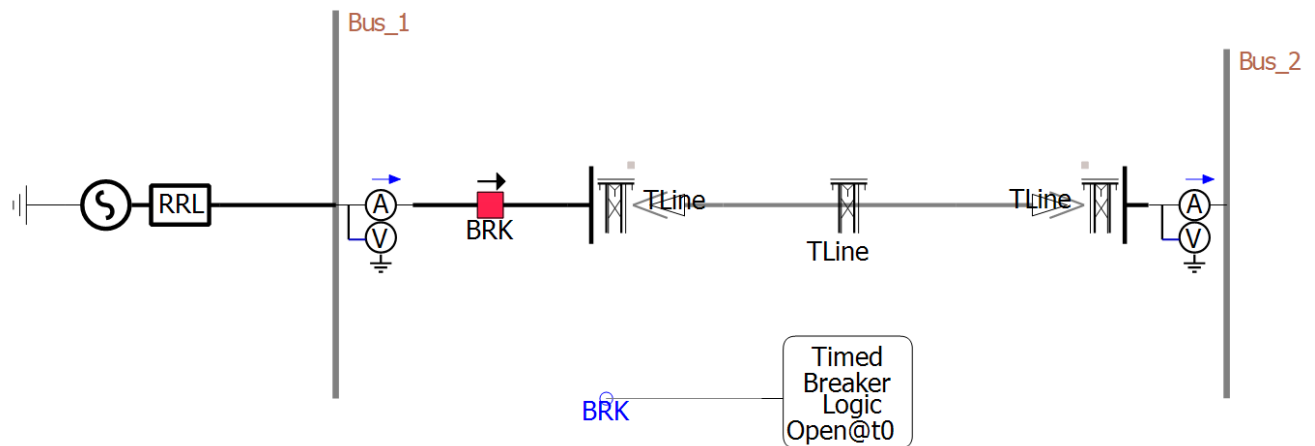 Bus_1
Bus_2
RRL
A
V
BRK
TLine
TLine
TLine
A
V
BRK
Timed
Breaker
Logic
Open@t0